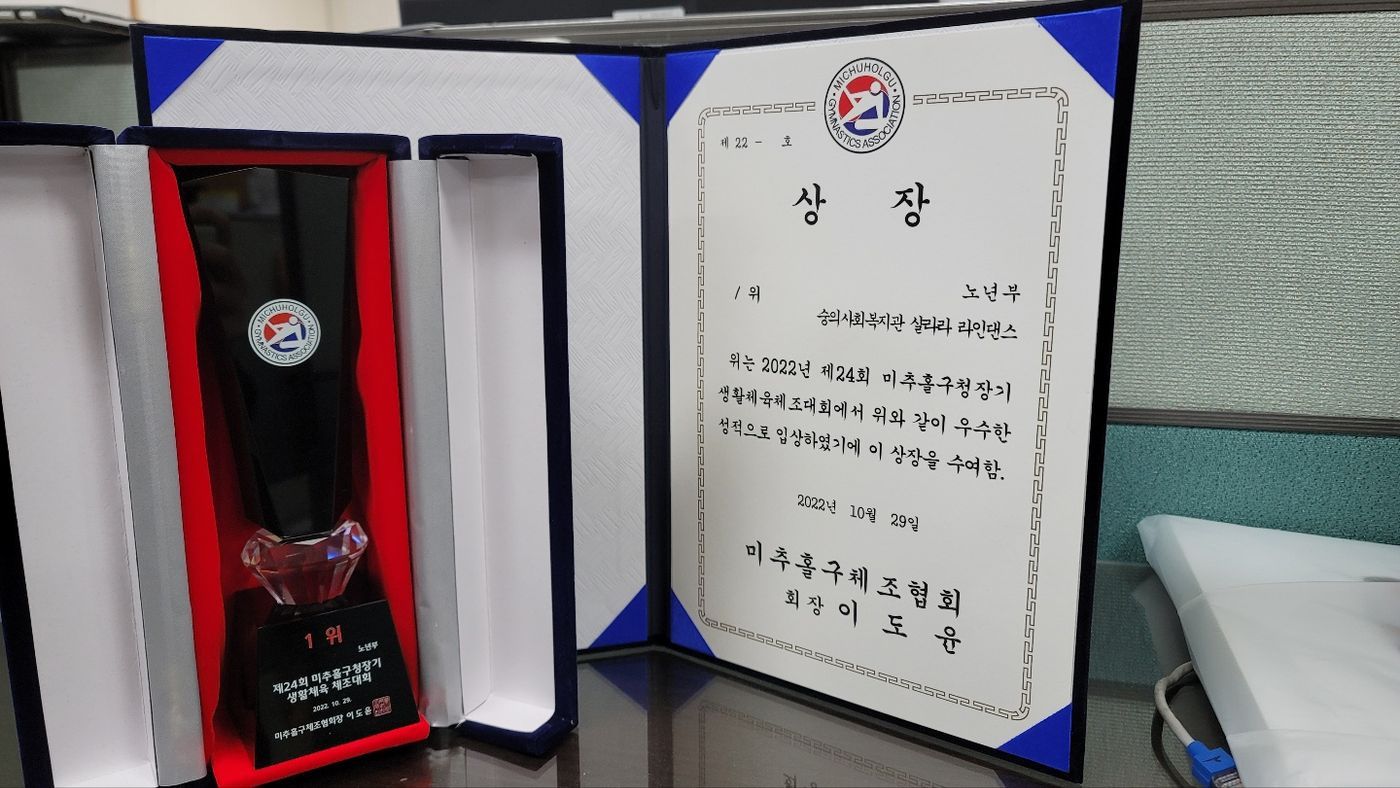 MICHUHOLGU
GYMNASTICS ASSOCIATION
1 위
노년부
제24회 미추홀구청장기
생활체육 체조대회
2022. 10. 29.
미추홀구체조협회장 이 도 윤
MICHUHOLGU
GYMNASTICS ASSOCIATION
제 22 - 호
상 장
1 위 노년부
숭의사회복지관 샬라라 라인댄스
위는 2022년 제24회 미추홀구청장기
생활체육체조대회에서 위와 같이 우수한
성적으로 입상하였기에 이 상장을 수여함.
2022년 10월 29일
미추홀구체조협회
회장 이 도 윤